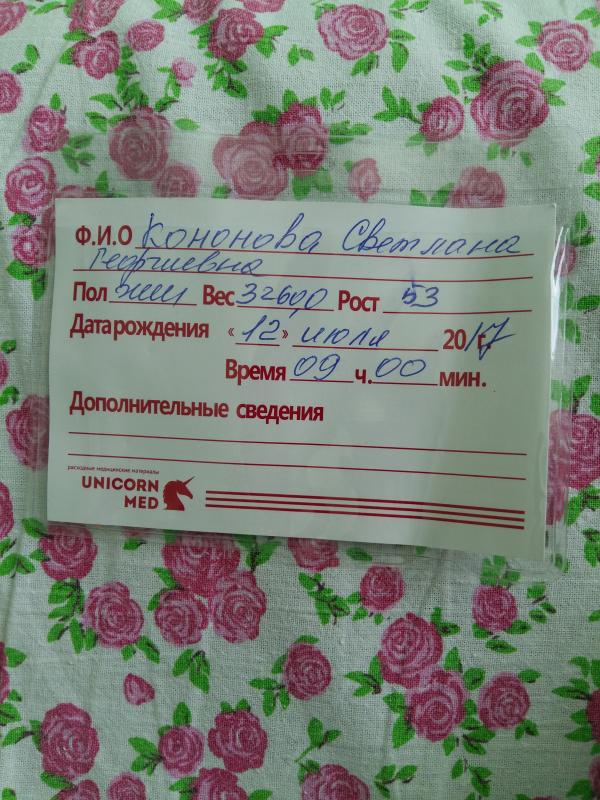 Ф.И.О Кононова Светлана
Георгиевна
Пол жен Вес 3260,0 Рост 53
Дата рождения «12» июля 2017 г.
Время 09 ч. 00 мин.
Дополнительные сведения
расходные медицинские материалы
UNICORN
MED